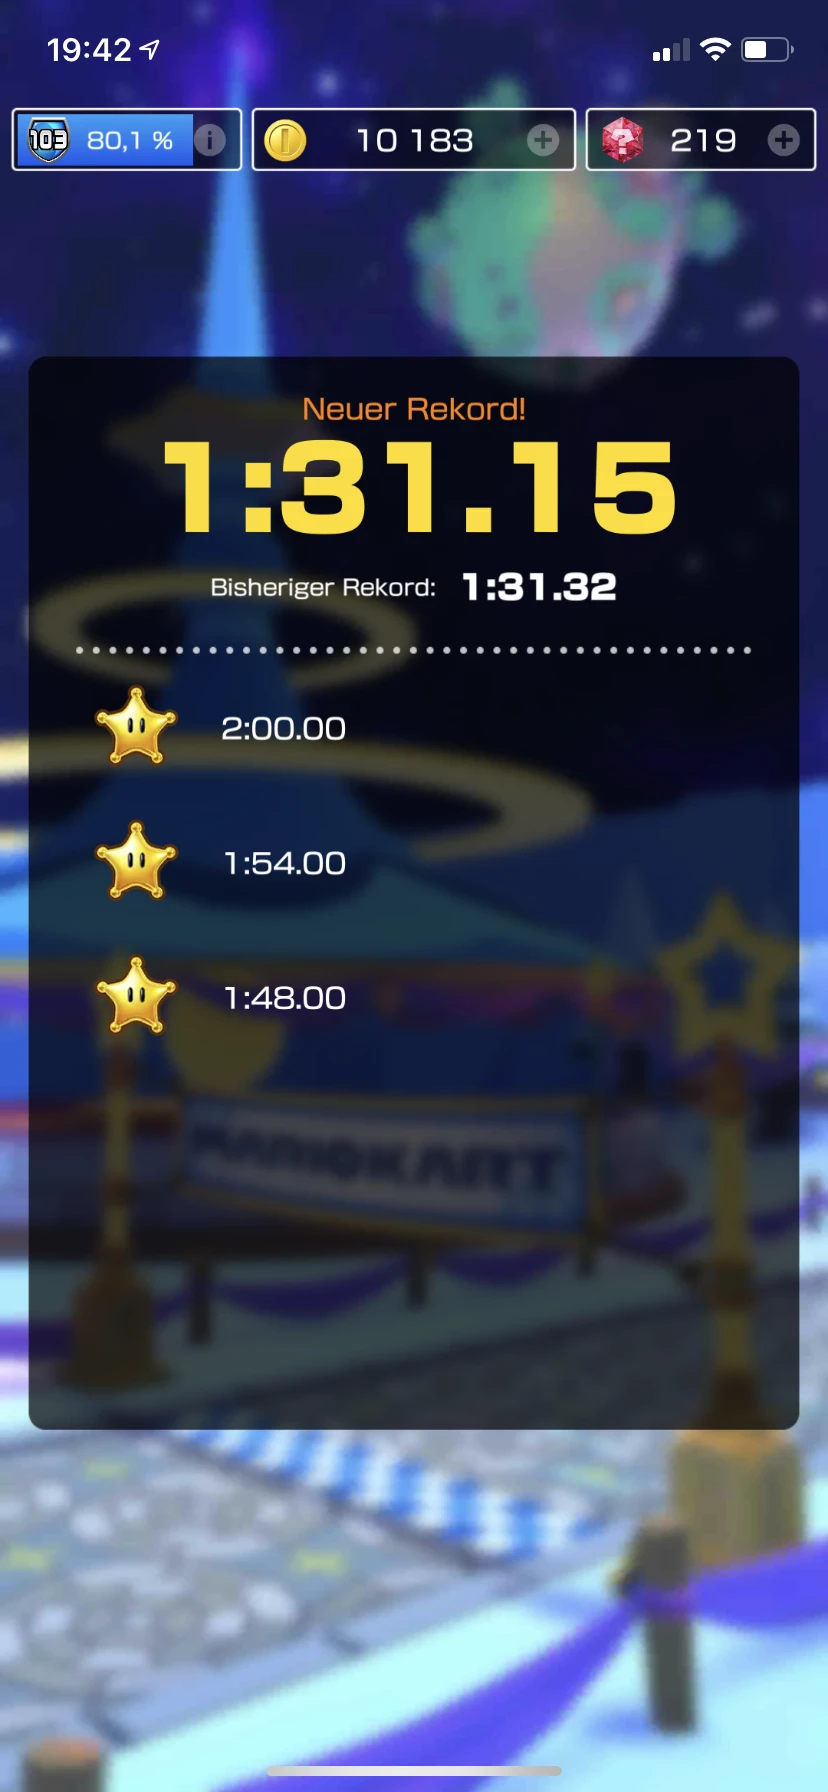 19:42
103 80,1 % i 10 183 + ? 219 +
Neuer Rekord!
1:31.15
Bisheriger Rekord: 1:31.32
2:00.00
1:54.00
1:48.00
MARIOKART